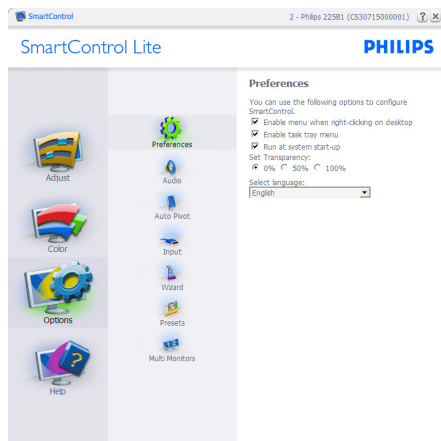 SmartControl
2 - Philips 225B1 (CS30715000001)
SmartControl Lite
PHILIPS
Adjust
Color
Options
Help
Preferences
Audio
Auto Pivot
Input
Wizard
Presets
Multi Monitors
Preferences
You can use the following options to configure
SmartControl.
Enable menu when right-clicking on desktop
Enable task tray menu
Run at system start-up
Set Transparency:
0% 50% 100%
Select language:
English